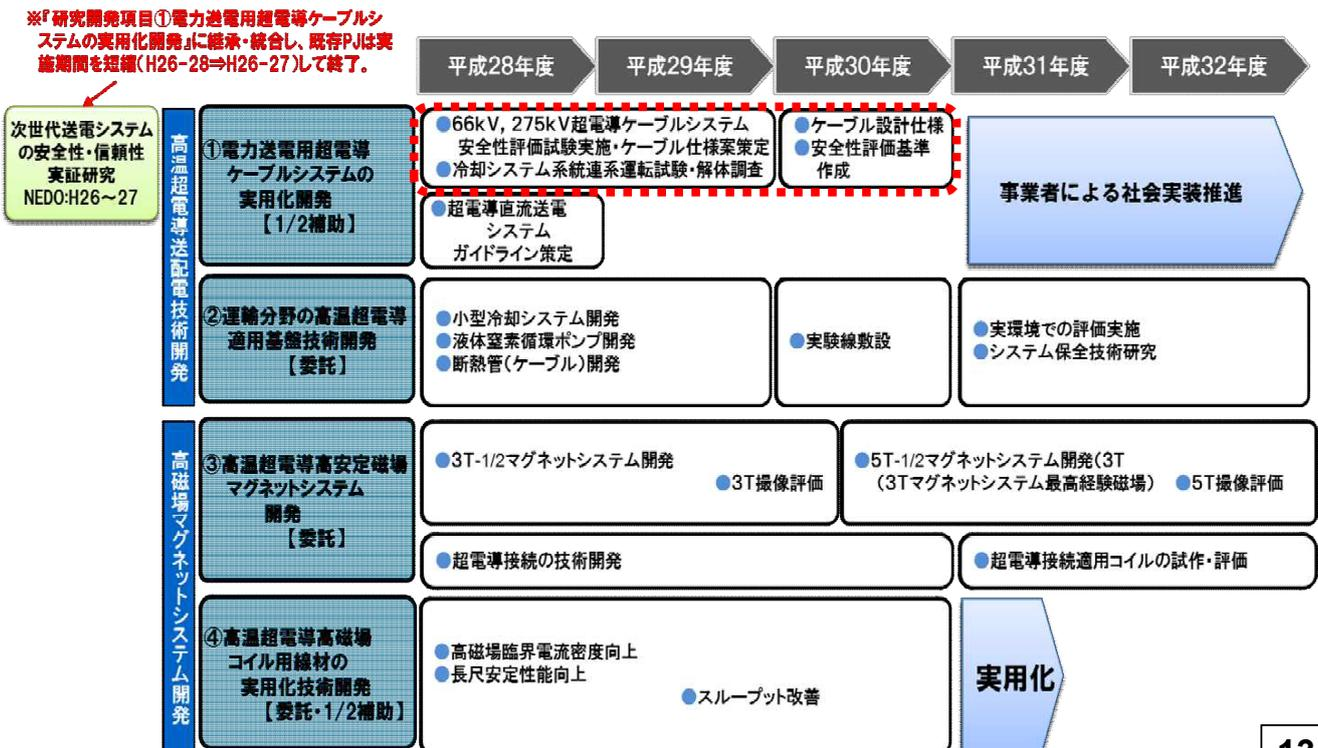 ※『研究開発項目①電力送電用超電導ケーブルシ
ステムの実用化開発』に継承・統合し、既存PJは実
施期間を短縮(H26-28⇒H26-27)して終了。
平成28年度
平成29年度
平成30年度
平成31年度
平成32年度
次世代送電システム
の安全性・信頼性
実証研究
NEDO:H26～27
高温超電導送配電技術開発
①電力送電用超電導
ケーブルシステムの
実用化開発
【1/2補助】
●66kV, 275kV超電導ケーブルシステム
安全性評価試験実施・ケーブル仕様案策定
●冷却システム系統連系運転試験・解体調査
●ケーブル設計仕様
●安全性評価基準
作成
●超電導直流送電
システム
ガイドライン策定
事業者による社会実装推進
②運輸分野の高温超電導
適用基盤技術開発
【委託】
●小型冷却システム開発
●液体窒素循環ポンプ開発
●断熱管(ケーブル)開発
●実験線敷設
●実環境での評価実施
●システム保全技術研究
高磁場マグネットシステム開発
③高温超電導高安定磁場
マグネットシステム
開発
【委託】
●3T-1/2マグネットシステム開発
●3T撮像評価
●5T-1/2マグネットシステム開発(3T
(3Tマグネットシステム最高経験磁場) ●5T撮像評価
●超電導接続の技術開発
●超電導接続適用コイルの試作・評価
④高温超電導高磁場
コイル用線材の
実用化技術開発
【委託・1/2補助】
●高磁場臨界電流密度向上
●長尺安定性能向上
●スループット改善
実用化
13